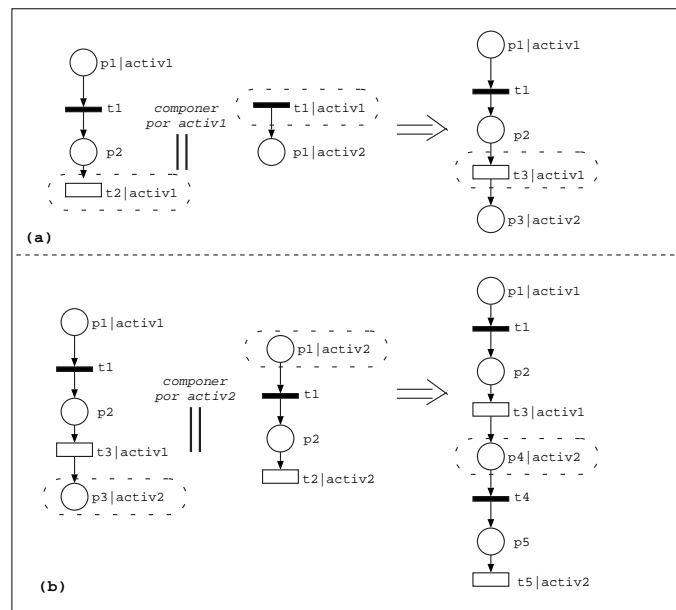 p1|activ1
t1
p2
t2|activ1
componer
por activ1
t1|activ1
p1|activ2
p1|activ1
t1
p2
t3|activ1
p3|activ2
(a)
p1|activ1
t1
p2
t3|activ1
p3|activ2
componer
por activ2
p1|activ2
t1
p2
t2|activ2
p1|activ1
t1
p2
t3|activ1
p4|activ2
t4
p5
t5|activ2
(b)